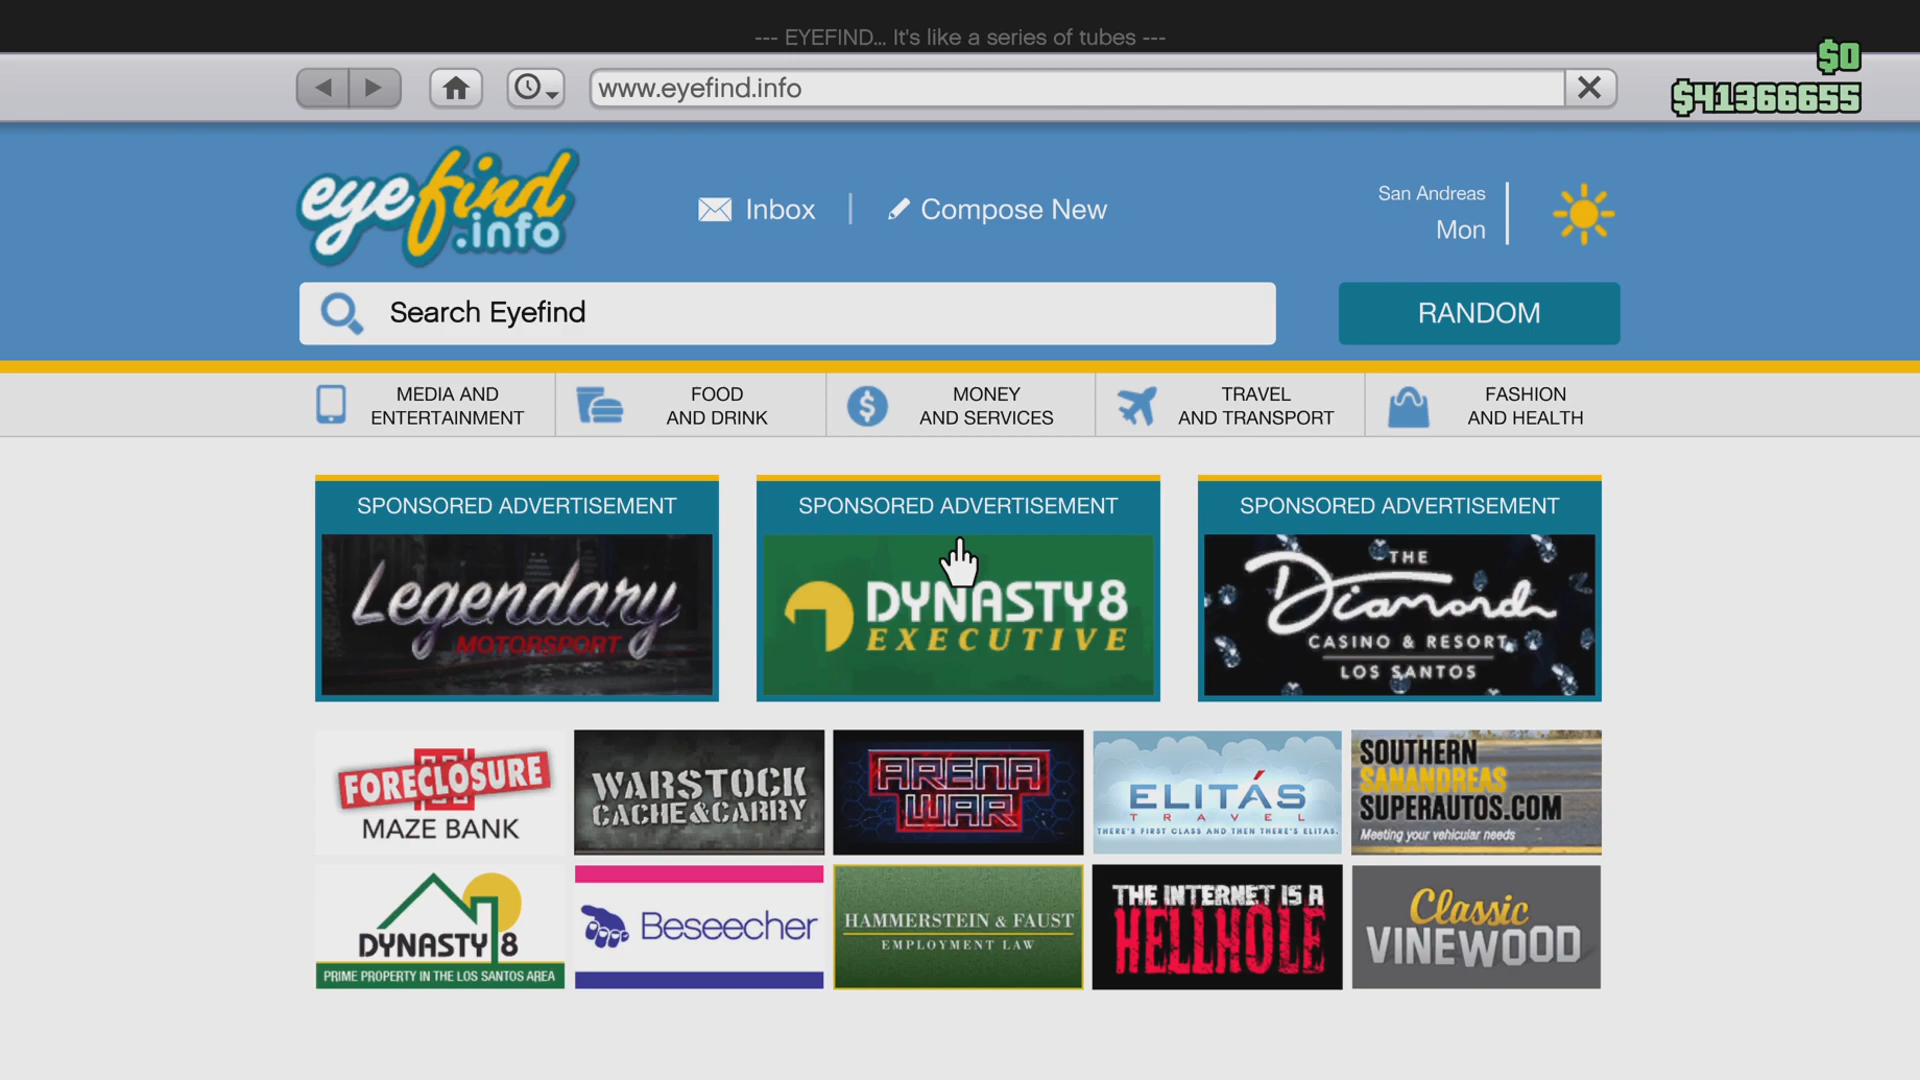 --- EYEFIND... It's like a series of tubes ---
$0
www.eyefind.info
$41366655
eyefind
.info
Inbox
Compose New
San Andreas
Mon
Search Eyefind
RANDOM
MEDIA AND
ENTERTAINMENT
FOOD
AND DRINK
MONEY
AND SERVICES
TRAVEL
AND TRANSPORT
FASHION
AND HEALTH
SPONSORED ADVERTISEMENT
Legendary
MOTORSPORT
SPONSORED ADVERTISEMENT
DYNASTY8
EXECUTIVE
SPONSORED ADVERTISEMENT
THE
Diamond
CASINO & RESORT
LOS SANTOS
FORECLOSURE
MAZE BANK
WARSTOCK
CACHE&CARRY
ARENA
WAR
ELITÁS
TRAVEL
THERE'S FIRST CLASS AND THEN THERE'S ELITAS.
SOUTHERN
SANANDREAS
SUPERAUTOS.COM
Meeting your vehicular needs
DYNASTY 8
PRIME PROPERTY IN THE LOS SANTOS AREA
Beseecher
HAMMERSTEIN & FAUST
EMPLOYMENT LAW
THE INTERNET IS A
HELLHOLE
Classic
VINEWOOD